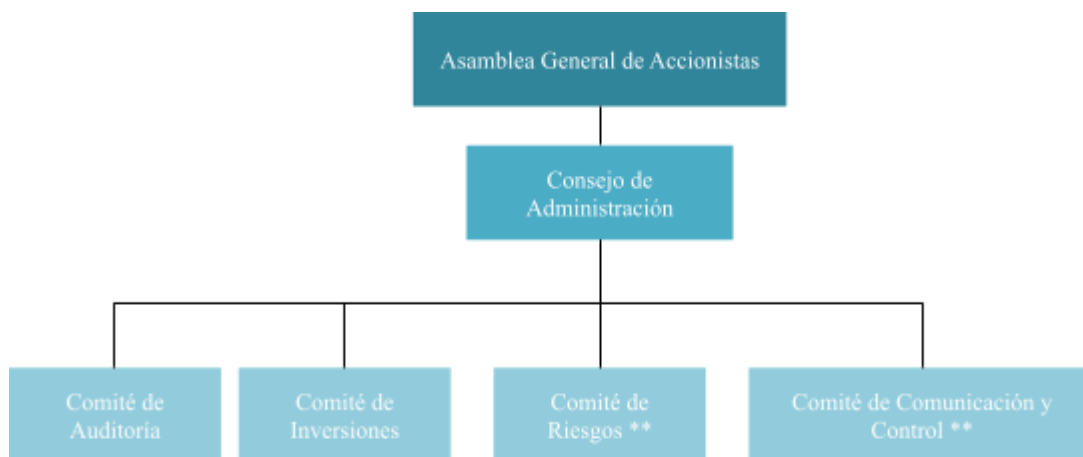 Asamblea General de Accionistas
Consejo de
Administración
Comité de
Auditoría
Comité de
Inversiones
Comité de
Riesgos **
Comité de Comunicación y
Control **